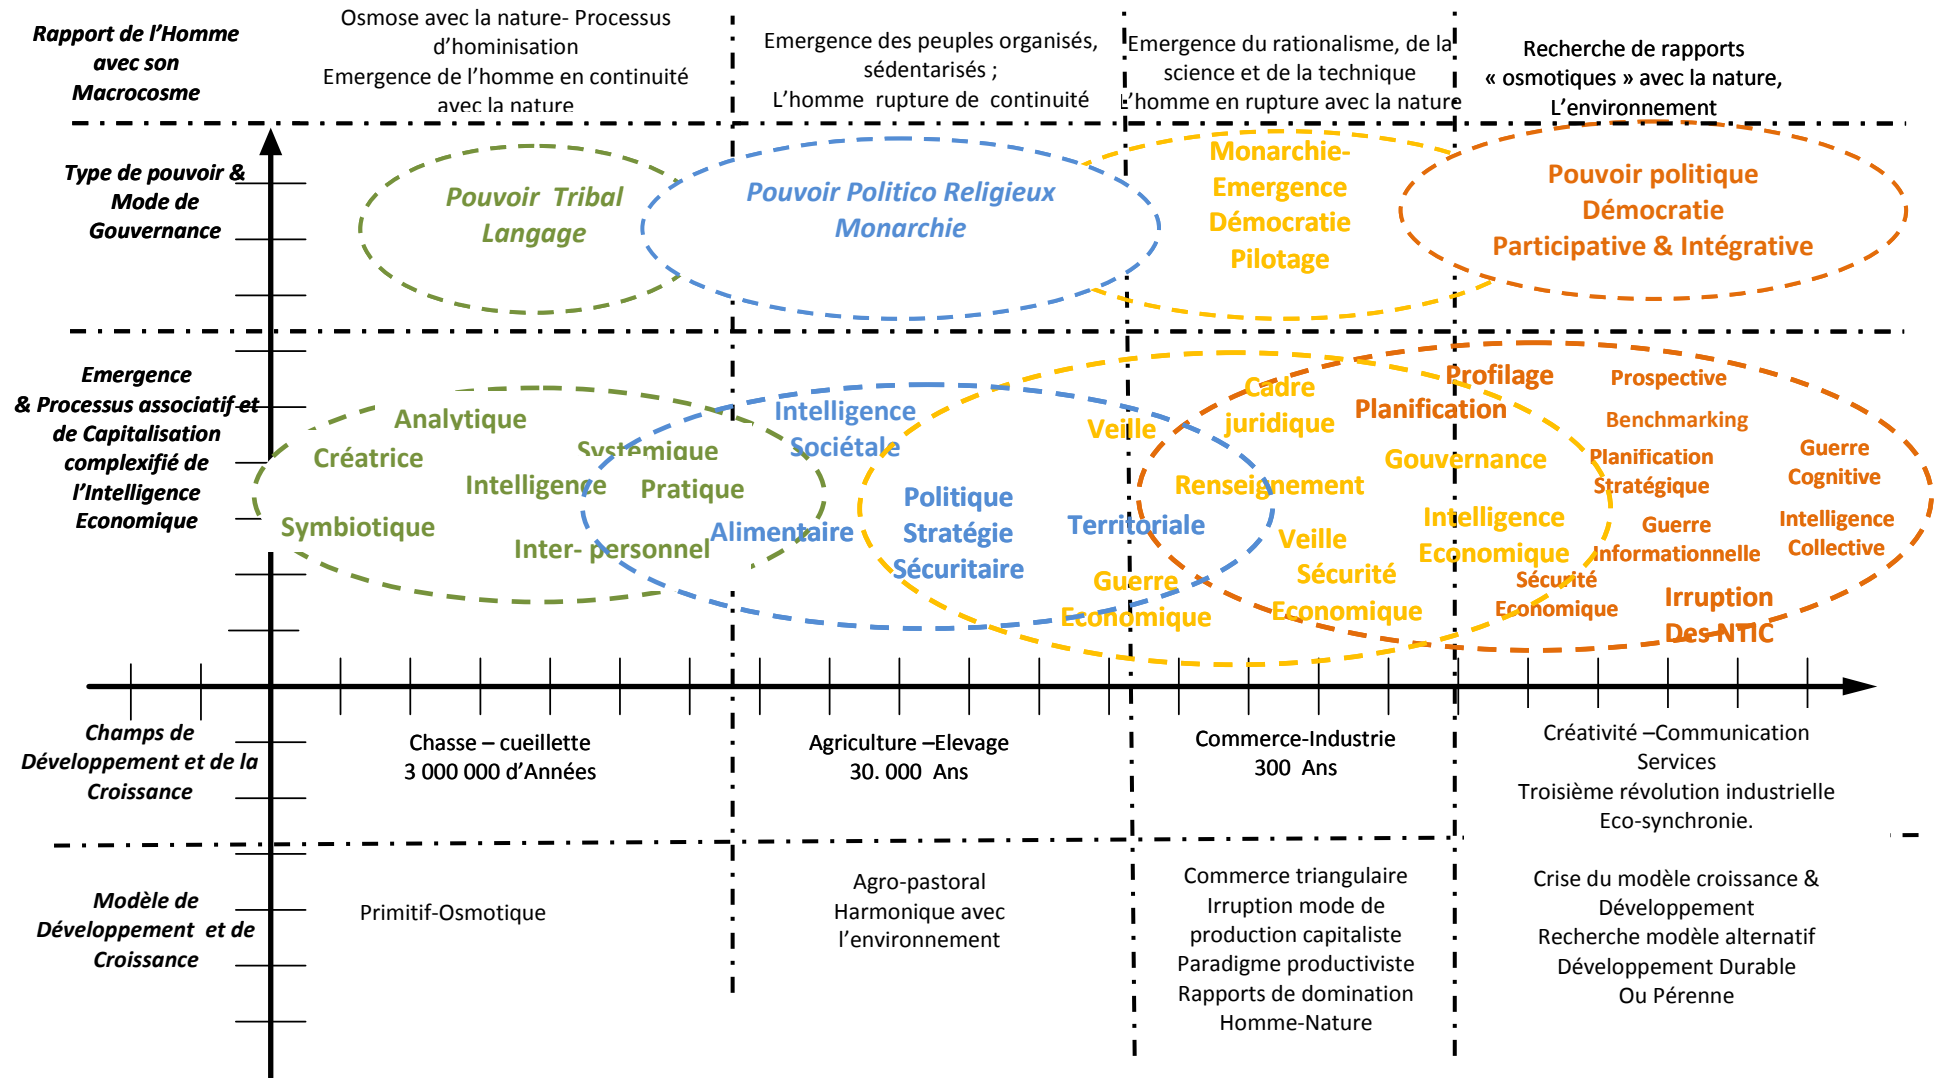 Rapport de l’Homme
avec son
Macrocosme
Osmose avec la nature- Processus
d’hominisation
Emergence de l’homme en continuité
avec la nature
Emergence des peuples organisés,
sédentarisés ;
L’homme rupture de continuité
Emergence du rationalisme, de la
science et de la technique
L’homme en rupture avec la nature
Recherche de rapports
« osmotiques » avec la nature,
L’environnement
Type de pouvoir &
Mode de
Gouvernance
Pouvoir Tribal
Langage
Pouvoir Politico Religieux
Monarchie
Monarchie-
Emergence
Démocratie
Pilotage
Pouvoir politique
Démocratie
Participative & Intégrative
Emergence
& Processus associatif et
de Capitalisation
complexifié de
l’Intelligence
Economique
Analytique
Créatrice
Systémique
Intelligence
Pratique
Symbiotique
Inter- personnel
Intelligence
Sociétale
Alimentaire
Politique
Stratégie
Sécuritaire
Territoriale
Veille
Guerre
Economique
Cadre
juridique
Renseignement
Gouvernance
Veille
Sécurité
Economique
Intelligence
Economique
Profilage
Planification
Prospective
Benchmarking
Planification
Stratégique
Guerre
Cognitive
Guerre
Informationnelle
Intelligence
Collective
Sécurité
Economique
Irruption
Des NTIC
Champs de
Développement et de la
Croissance
Chasse – cueillette
3 000 000 d’Années
Agriculture –Elevage
30. 000 Ans
Commerce-Industrie
300 Ans
Créativité –Communication
Services
Troisième révolution industrielle
Eco-synchronie.
Modèle de
Développement et de
Croissance
Primitif-Osmotique
Agro-pastoral
Harmonique avec
l’environnement
Commerce triangulaire
Irruption mode de
production capitaliste
Paradigme productiviste
Rapports de domination
Homme-Nature
Crise du modèle croissance &
Développement
Recherche modèle alternatif
Développement Durable
Ou Pérenne